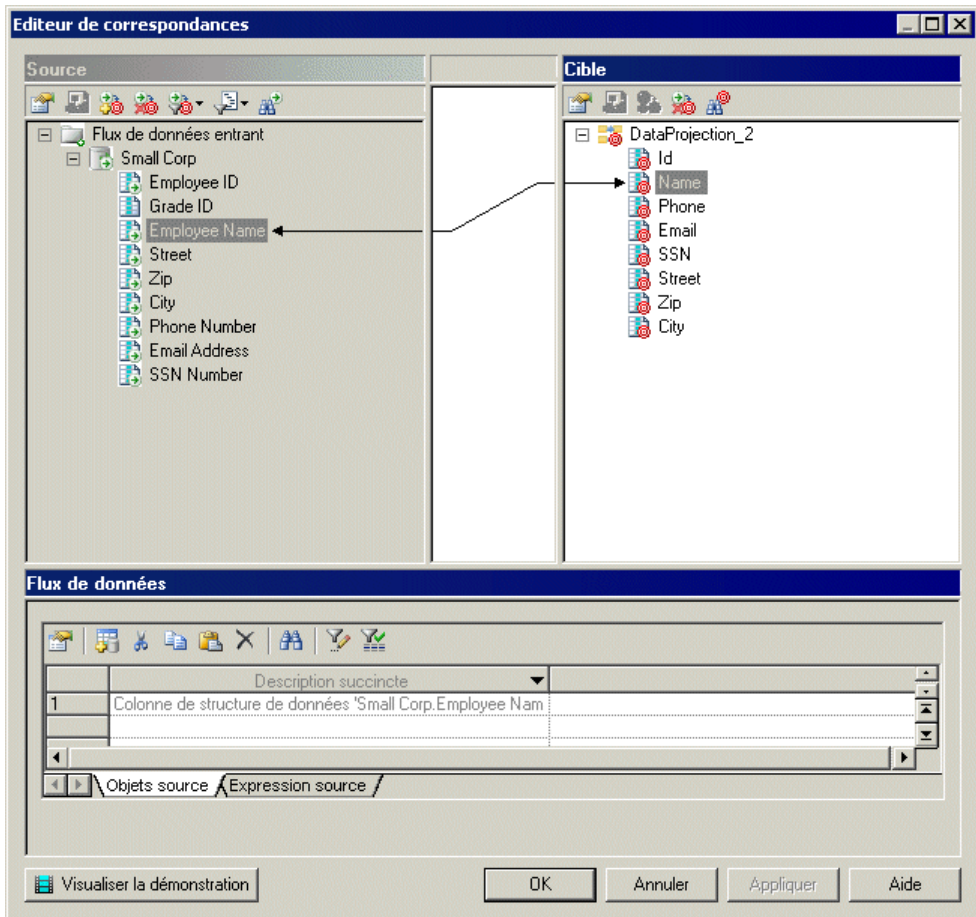 Editeur de correspondances
Source
Cible
Flux de données entrant
Small Corp
Employee ID
Grade ID
Employee Name
Street
Zip
City
Phone Number
Email Address
SSN Number
DataProjection_2
Id
Name
Phone
Email
SSN
Street
Zip
City
Flux de données
Description succincte
1 Colonne de structure de données 'Small Corp.Employee Nam
Objets source Expression source
Visualiser la démonstration OK Annuler Appliquer Aide